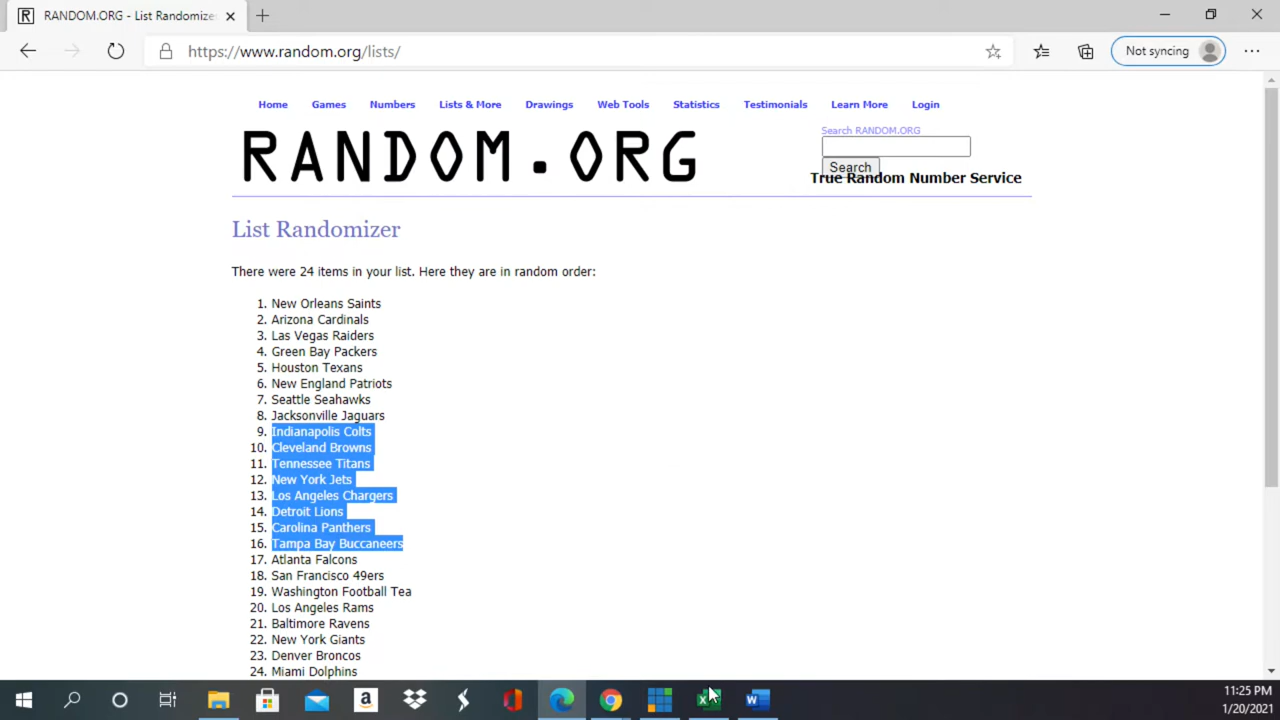 RANDOM.ORG - List Randomize
https://www.random.org/lists/
Not syncing
Home Games Numbers Lists & More Drawings Web Tools Statistics Testimonials Learn More Login
RANDOM.ORG
Search RANDOM.ORG
Search
True Random Number Service
List Randomizer
There were 24 items in your list. Here they are in random order:
1. New Orleans Saints
2. Arizona Cardinals
3. Las Vegas Raiders
4. Green Bay Packers
5. Houston Texans
6. New England Patriots
7. Seattle Seahawks
8. Jacksonville Jaguars
9. Indianapolis Colts
10. Cleveland Browns
11. Tennessee Titans
12. New York Jets
13. Los Angeles Chargers
14. Detroit Lions
15. Carolina Panthers
16. Tampa Bay Buccaneers
17. Atlanta Falcons
18. San Francisco 49ers
19. Washington Football Tea
20. Los Angeles Rams
21. Baltimore Ravens
22. New York Giants
23. Denver Broncos
24. Miami Dolphins
11:25 PM
1/20/2021